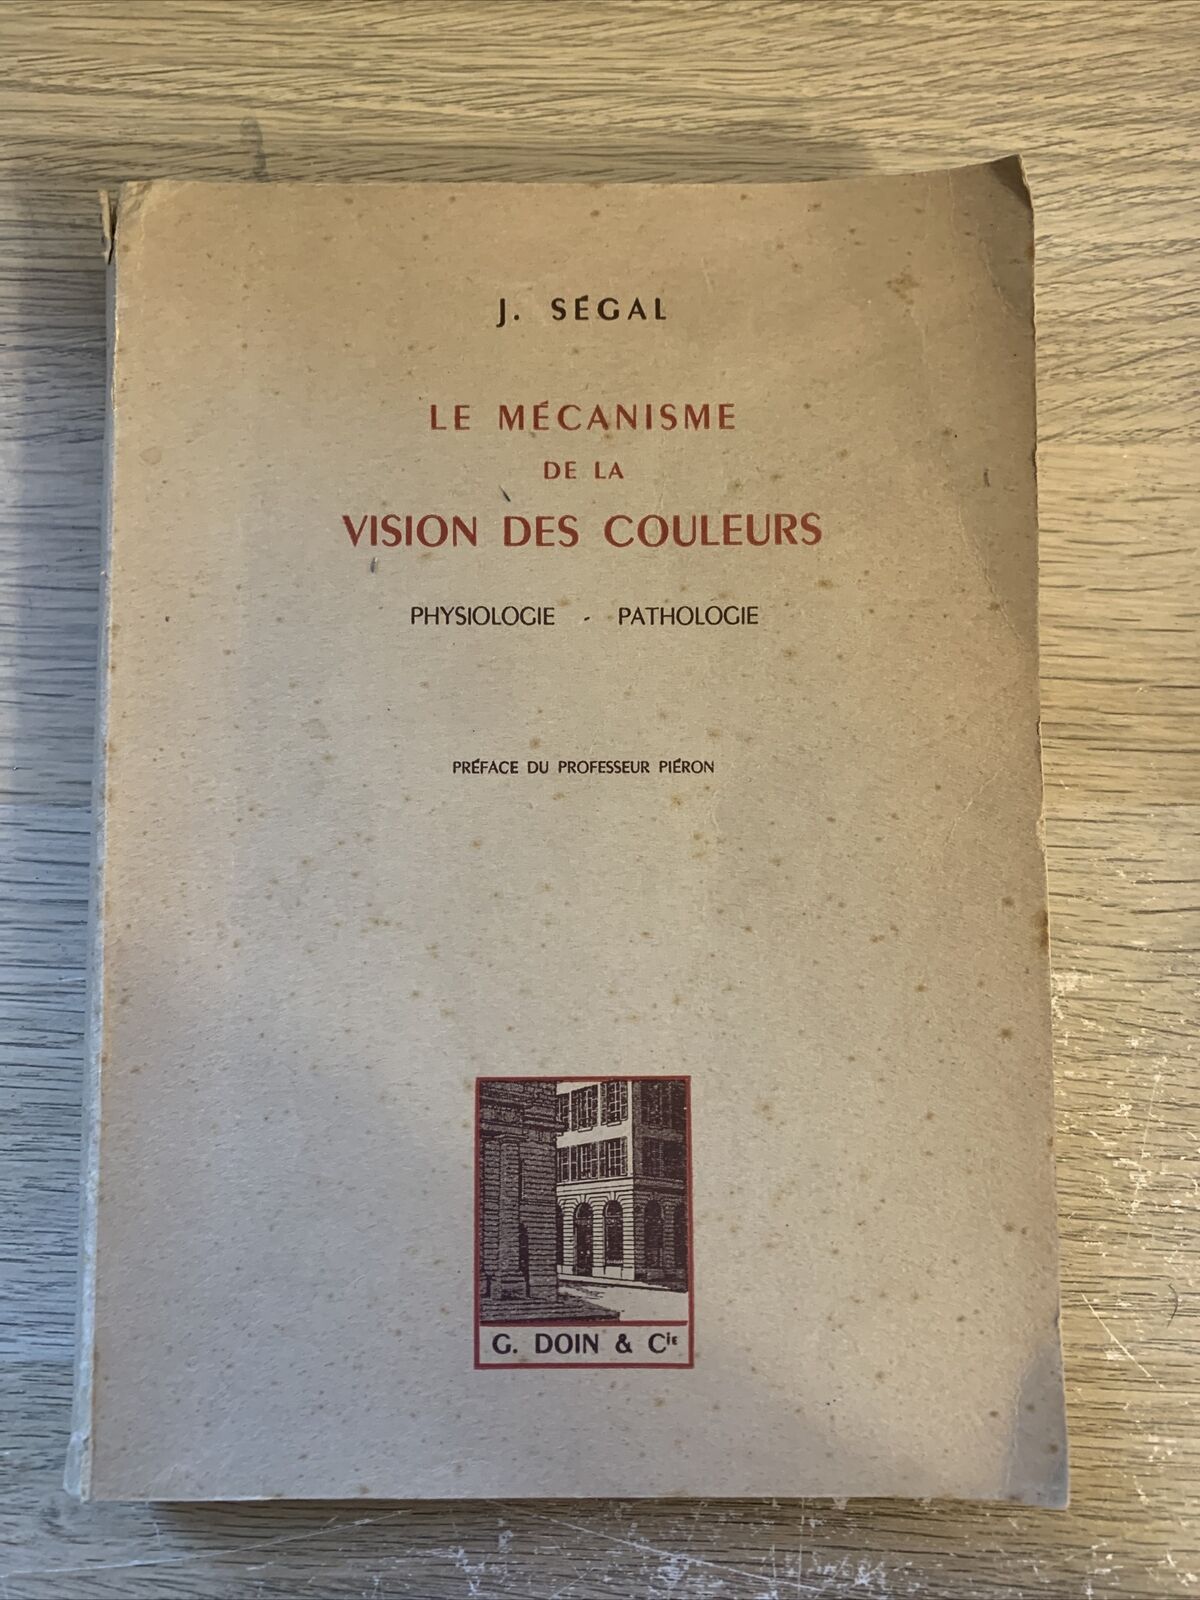 J. SÉGAL
LE MÉCANISME
DE LA
VISION DES COULEURS
PHYSIOLOGIE - PATHOLOGIE
PRÉFACE DU PROFESSEUR PIÉRON
G. DOIN & Cie